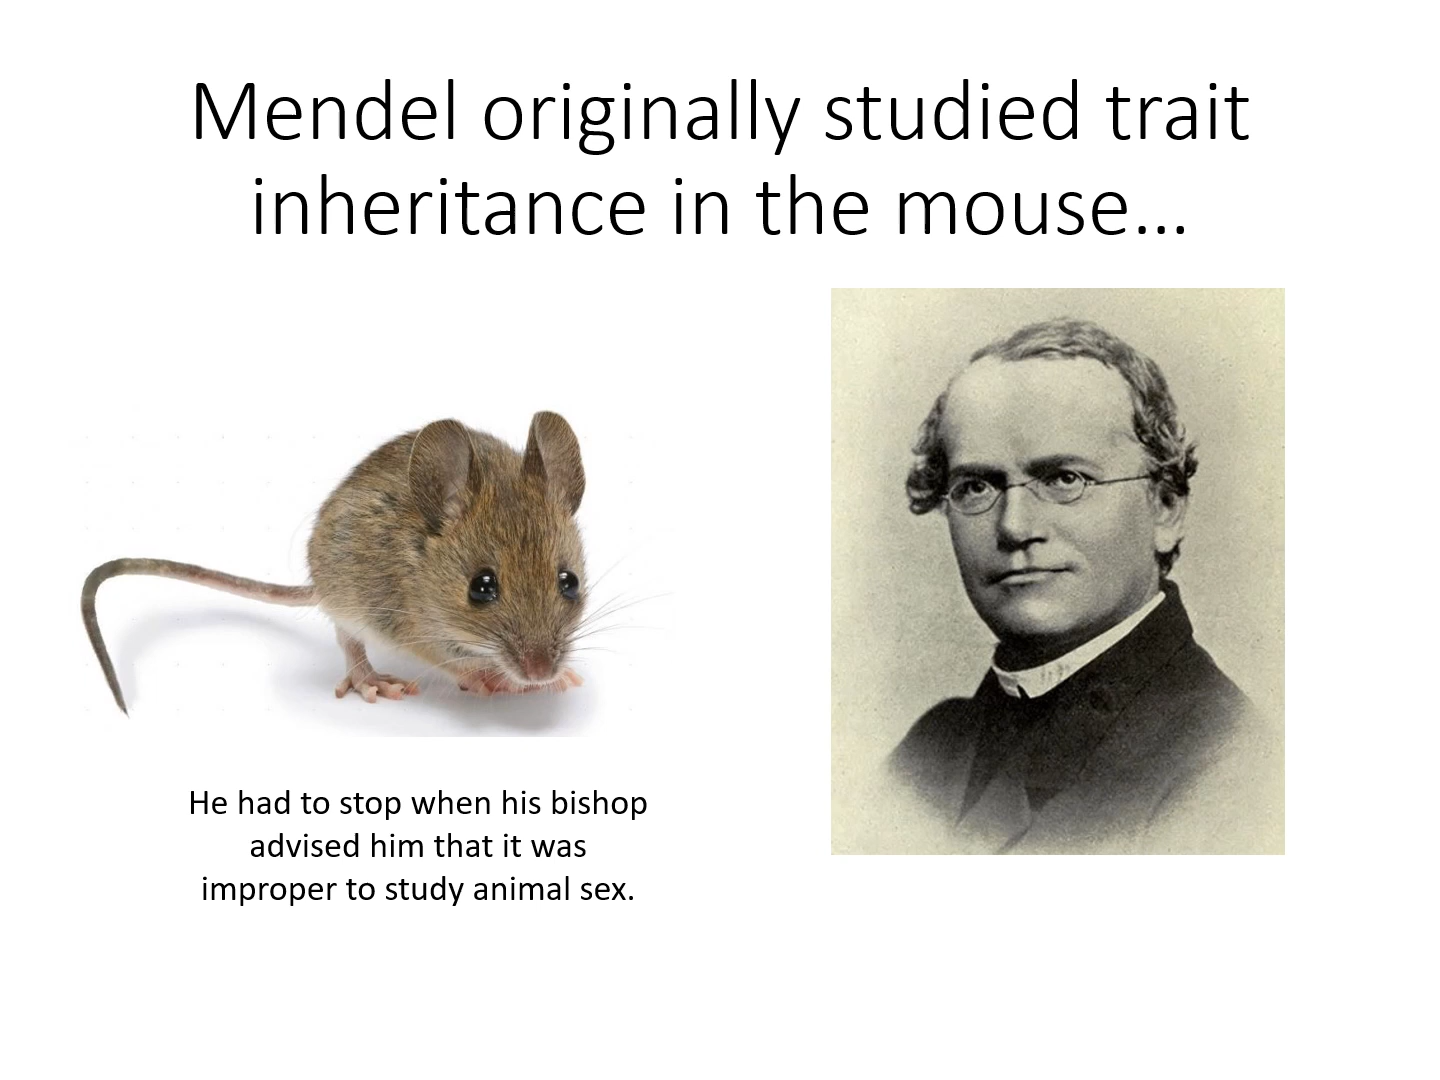 Mendel originally studied trait
inheritance in the mouse…
He had to stop when his bishop
advised him that it was
improper to study animal sex.